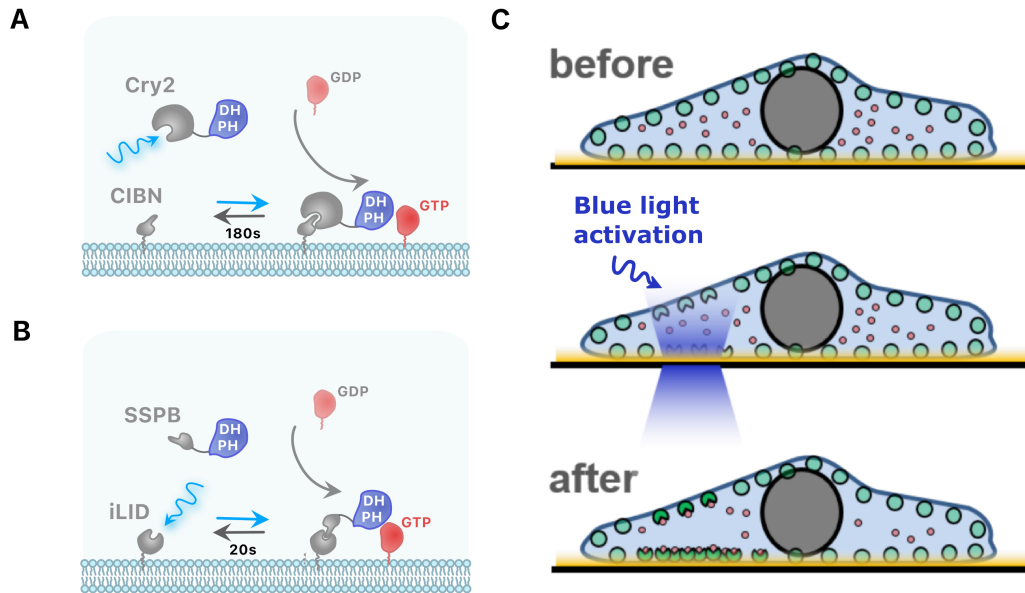 A
Cry2
DH
PH
GDP
CIBN
180s
DH
PH
GTP
B
SSPB
DH
PH
GDP
iLID
20s
DH
PH
GTP
C
before
Blue light
activation
after